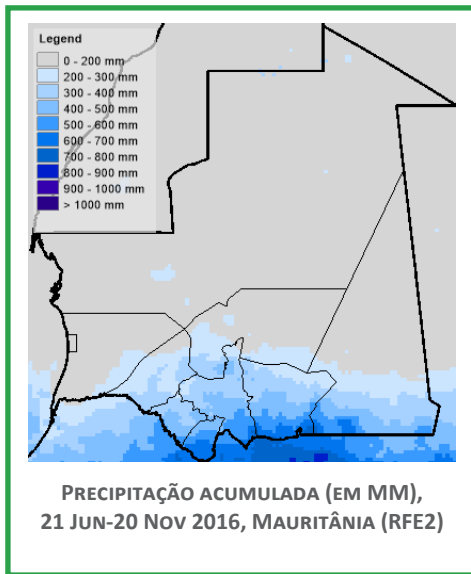 Legend
0 - 200 mm
200 - 300 mm
300 - 400 mm
400 - 500 mm
500 - 600 mm
600 - 700 mm
700 - 800 mm
800 - 900 mm
900 - 1000 mm
> 1000 mm
PRECIPITAÇÃO ACUMULADA (EM MM),
21 JUN-20 NOV 2016, MAURITÂNIA (RFE2)